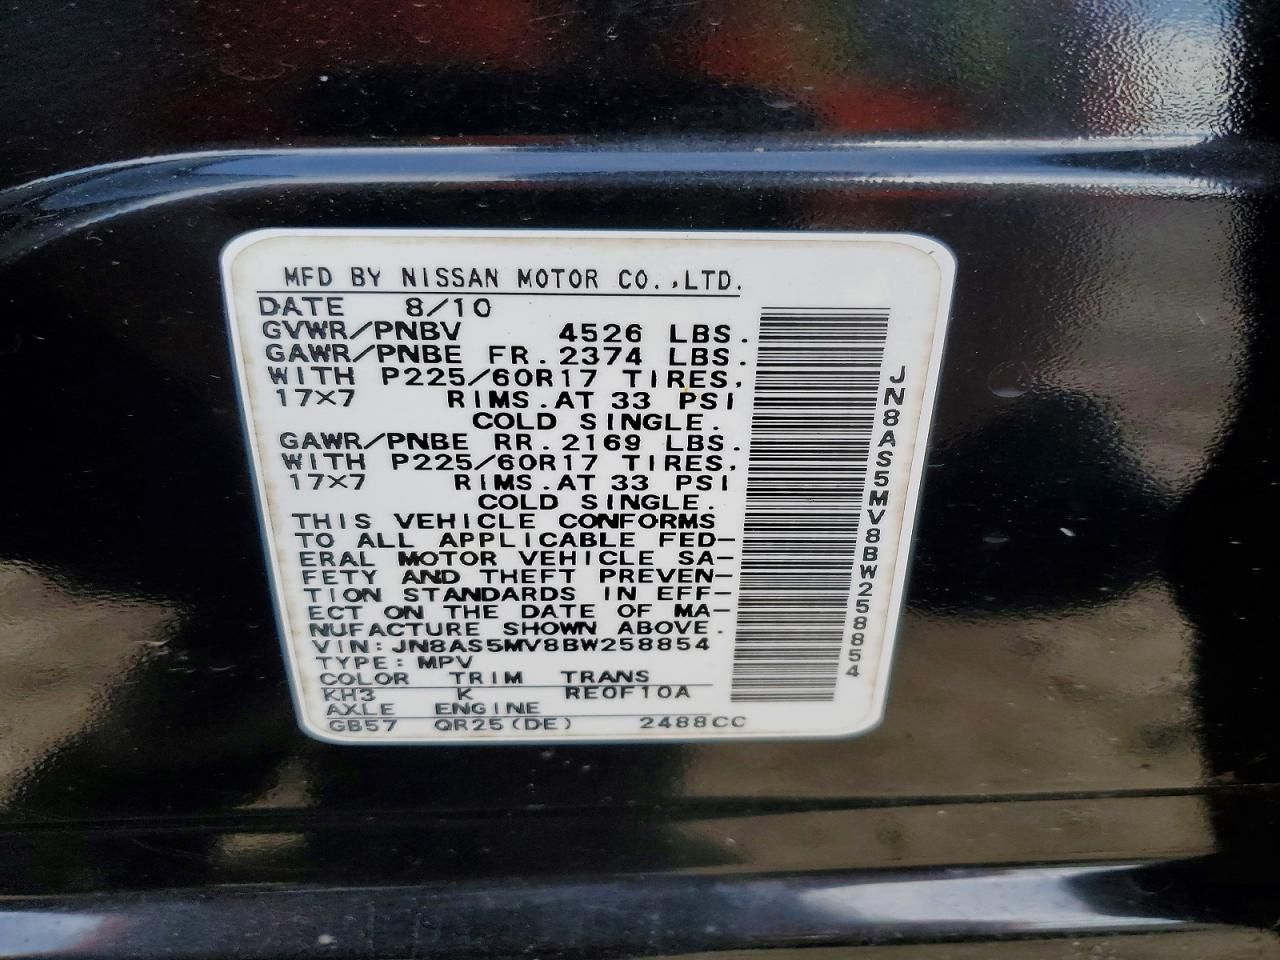 MFD BY NISSAN MOTOR CO.,LTD.
DATE 8/10
GVWR/PNBV 4526 LBS.
GAWR/PNBE FR. 2374 LBS.
WITH P225/60R17 TIRES,
17×7 RIMS. AT 33 PSI
COLD SINGLE.
GAWR/PNBE RR. 2169 LBS.
WITH P225/60R17 TIRES,
17×7 RIMS. AT 33 PSI
COLD SINGLE.
THIS VEHICLE CONFORMS
TO ALL APPLICABLE FED-
ERAL MOTOR VEHICLE SA-
FETY AND THEFT PREVEN-
TION STANDARDS IN EFF-
ECT ON THE DATE OF MA-
NUFACTURE SHOWN ABOVE.
VIN: JN8AS5MV8BW258854
TYPE: MPV
COLOR TRIM TRANS
KH3 K RE0F10A
AXLE ENGINE
GB57 QR25(DE) 2488CC
JN8AS5MV8BW258854